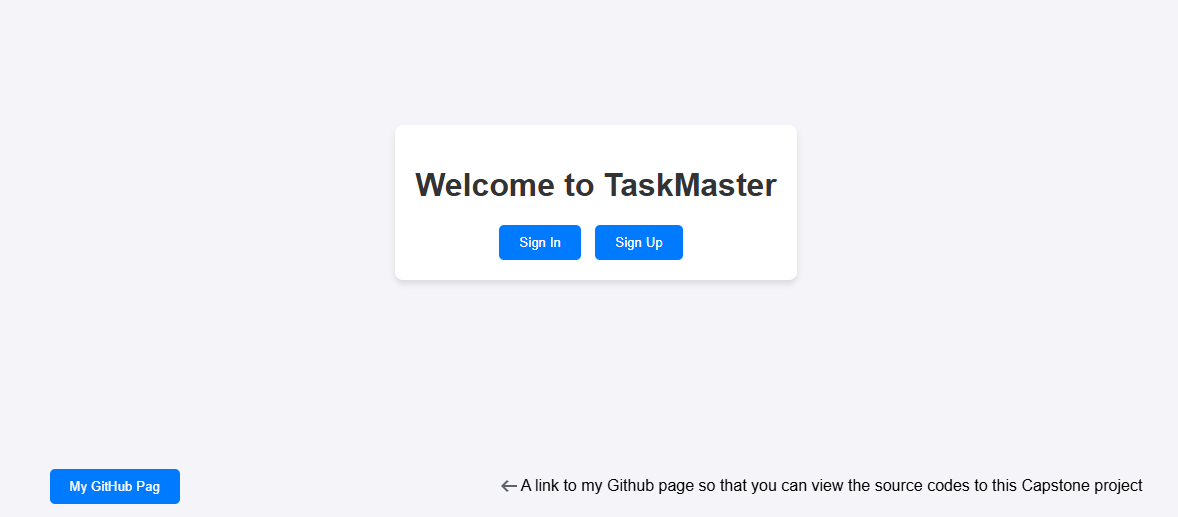 Welcome to TaskMaster
Sign In Sign Up
My GitHub Pag ← A link to my Github page so that you can view the source codes to this Capstone project